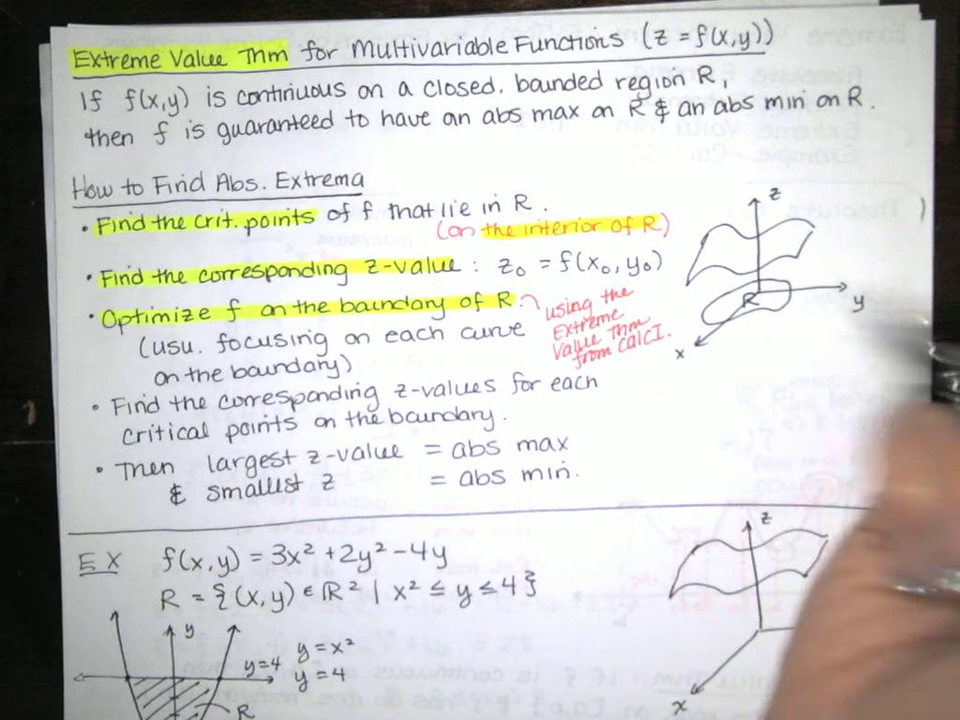 Extreme Value Thm for Multivariable Functions (z = f(x,y))
If f(x,y) is continuous on a closed, bounded region R,
then f is guaranteed to have an abs max on R & an abs min on R.
How to Find Abs. Extrema
• Find the crit. points of f that lie in R.
(on the interior of R)
• Find the corresponding z-value : z₀ = f(x₀, y₀)
• Optimize f on the boundary of R.
(usu. focusing on each curve
on the boundary)
using the
Extreme
Value Thm
from Calc I.
• Find the corresponding z-values for each
critical points on the boundary.
• Then largest z-value = abs max
& smallest z = abs min.
z
R
y
x
EX f(x,y) = 3x² + 2y² - 4y
R = {(x,y) ∈ ℝ² | x² ≤ y ≤ 4}
y
y=4
y = x²
y = 4
R
z
x